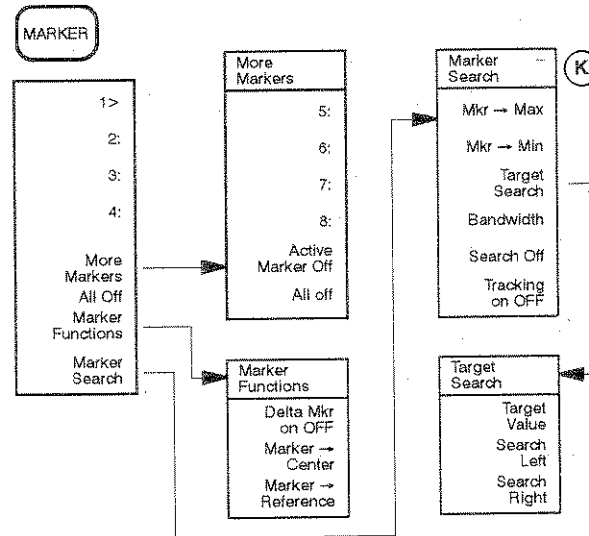 MARKER
1>
2:
3:
4:
More
Markers
All Off
Marker
Functions
Marker
Search
More
Markers
5:
6:
7:
8:
Active
Marker Off
All off
Marker
Functions
Delta Mkr
on OFF
Marker →
Center
Marker →
Reference
Marker
Search
K
Mkr → Max
Mkr → Min
Target
Search
Bandwidth
Search Off
Tracking
on OFF
Target
Search
Target
Value
Search
Left
Search
Right